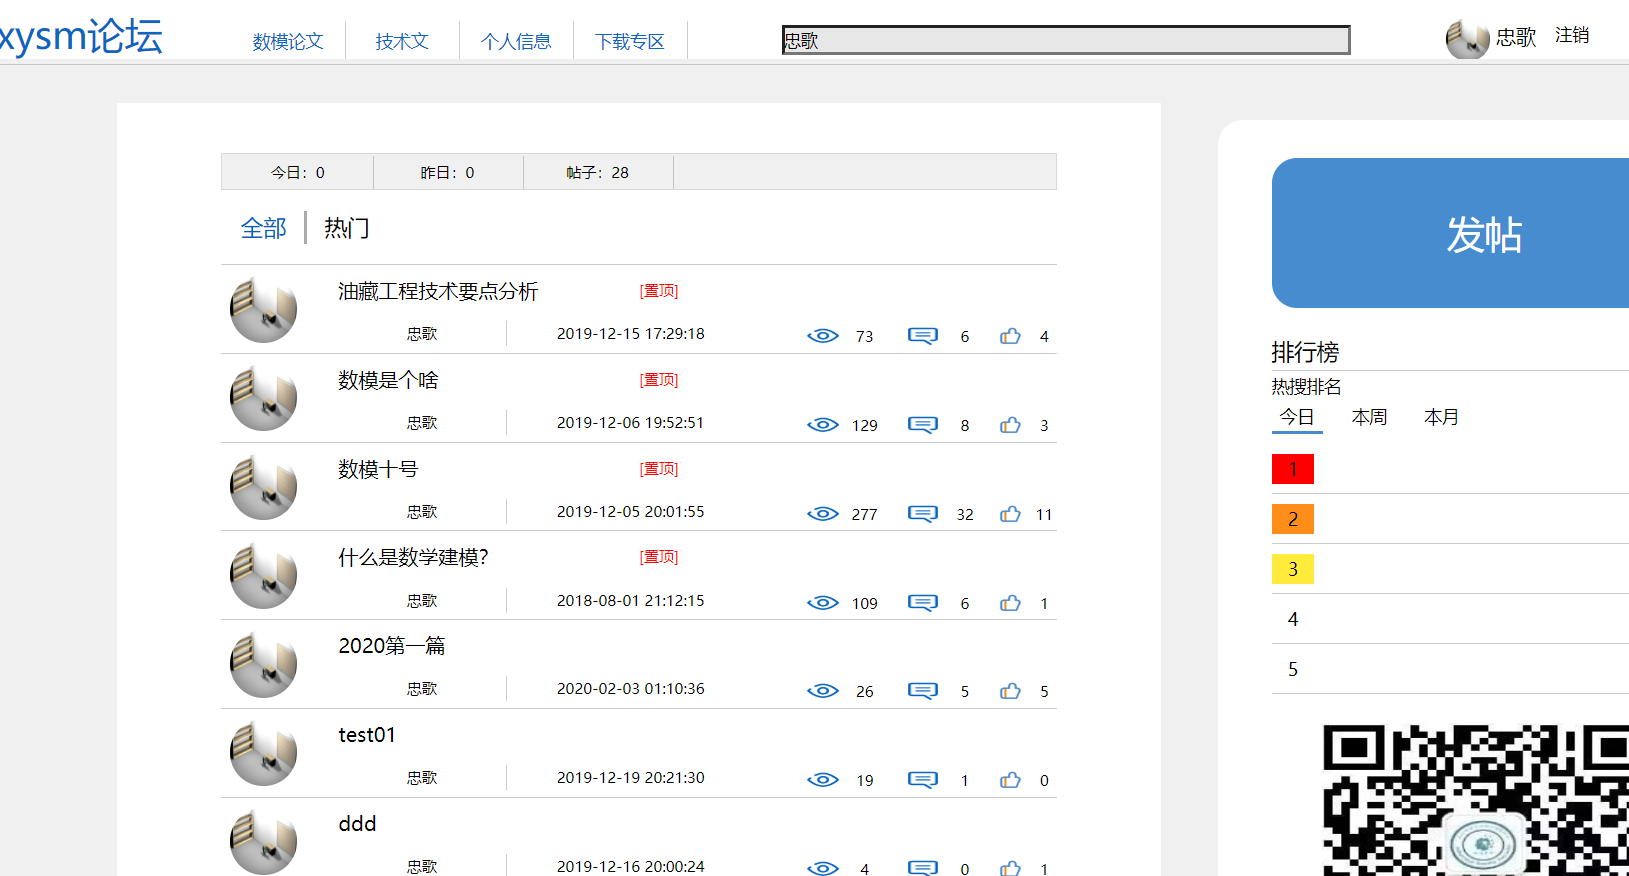 xysm论坛 数模论文 技术文 个人信息 下载专区 忠歌 忠歌 注销
今日：0 昨日：0 帖子：28
全部 热门
油藏工程技术要点分析 [置顶]
忠歌 2019-12-15 17:29:18 73 6 4
数模是个啥 [置顶]
忠歌 2019-12-06 19:52:51 129 8 3
数模十号 [置顶]
忠歌 2019-12-05 20:01:55 277 32 11
什么是数学建模? [置顶]
忠歌 2018-08-01 21:12:15 109 6 1
2020第一篇
忠歌 2020-02-03 01:10:36 26 5 5
test01
忠歌 2019-12-19 20:21:30 19 1 0
ddd
忠歌 2019-12-16 20:00:24 4 0 1
发帖
排行榜
热搜排名
今日 本周 本月
1
2
3
4
5